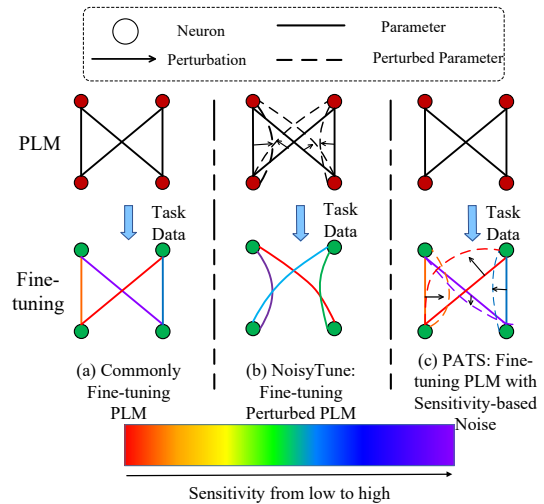 Neuron
Parameter
Perturbation
Perturbed Parameter
PLM
Task
Data
Task
Data
Task
Data
Fine-
tuning
(a) Commonly
Fine-tuning
PLM
(b) NoisyTune:
Fine-tuning
Perturbed PLM
(c) PATS: Fine-
tuning PLM with
Sensitivity-based
Noise
Sensitivity from low to high